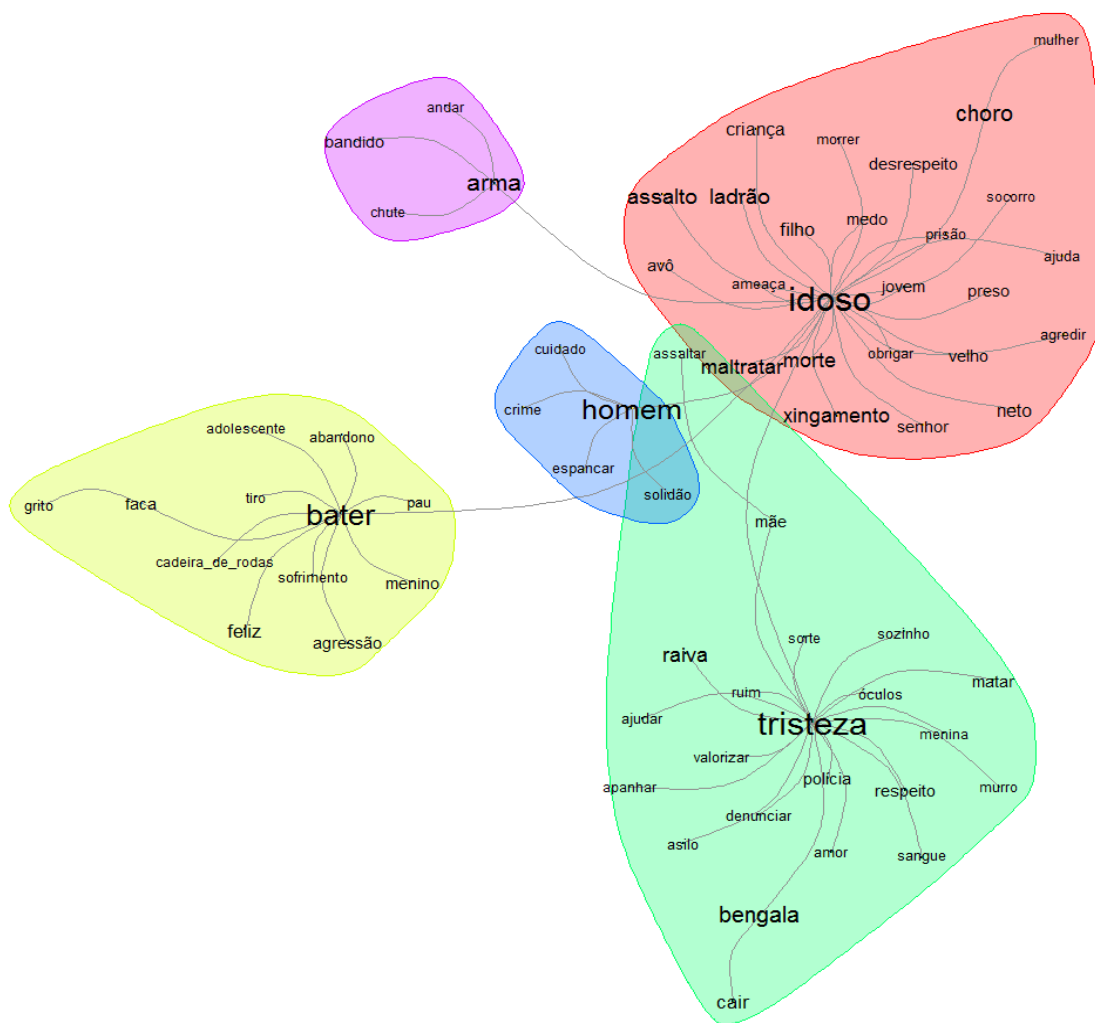 mulher
andar
choro
criança
bandido
morrer
desrespeito
arma
assalto
ladrão
socorro
chute
medo
filho
prisão
ajuda
avô
ameaça
jovem
preso
idoso
agredir
cuidado
assaltar
obrigar
velho
maltratar
morte
crime
homem
xingamento
neto
senhor
adolescente
abandono
espancar
solidão
tiro
pau
grito
faca
bater
mãe
cadeira_de_rodas
sofrimento
menino
feliz
agressão
sorte
sozinho
raiva
matar
ruim
óculos
ajudar
tristeza
menina
valorizar
polícia
apanhar
respeito
murro
denunciar
asilo
amor
sangue
bengala
cair